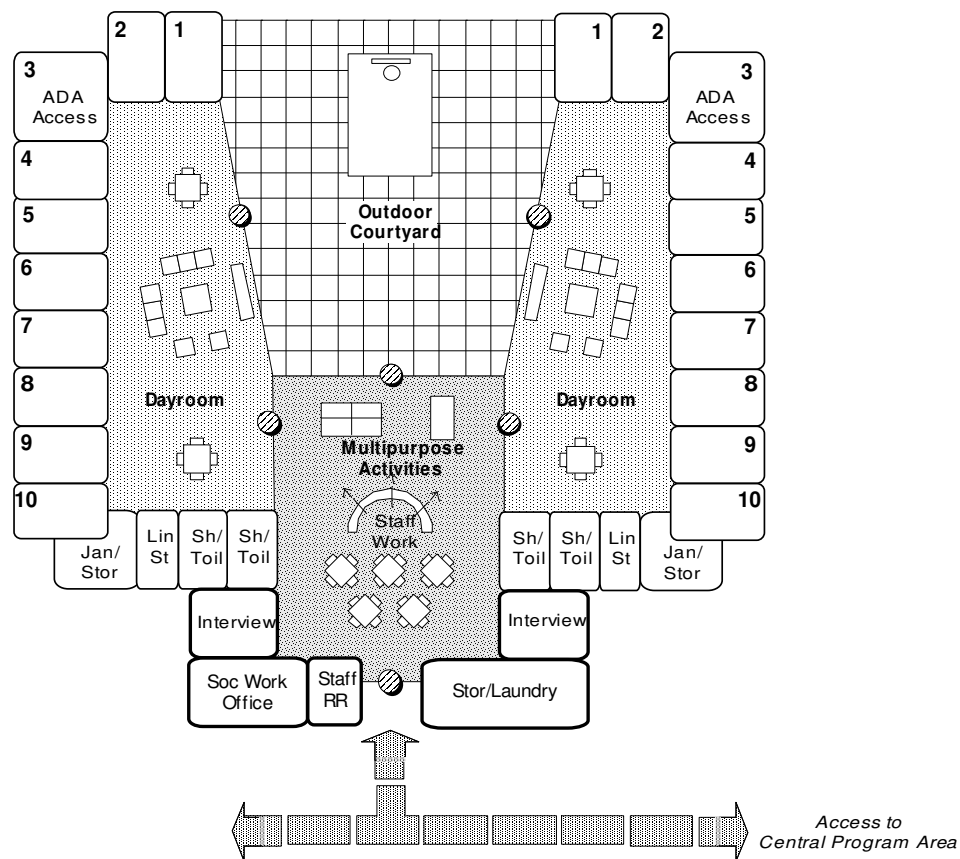 2
1
1
2
3
ADA
Access
3
ADA
Access
4
4
5
5
Outdoor
Courtyard
6
6
7
7
8
8
Dayroom
Dayroom
9
9
Multipurpose
Activities
10
10
Staff
Work
Jan/
Stor
Lin
St
Sh/
Toil
Sh/
Toil
Sh/
Toil
Sh/
Toil
Lin
St
Jan/
Stor
Interview
Interview
Soc Work
Office
Staff
RR
Stor/Laundry
Access to
Central Program Area